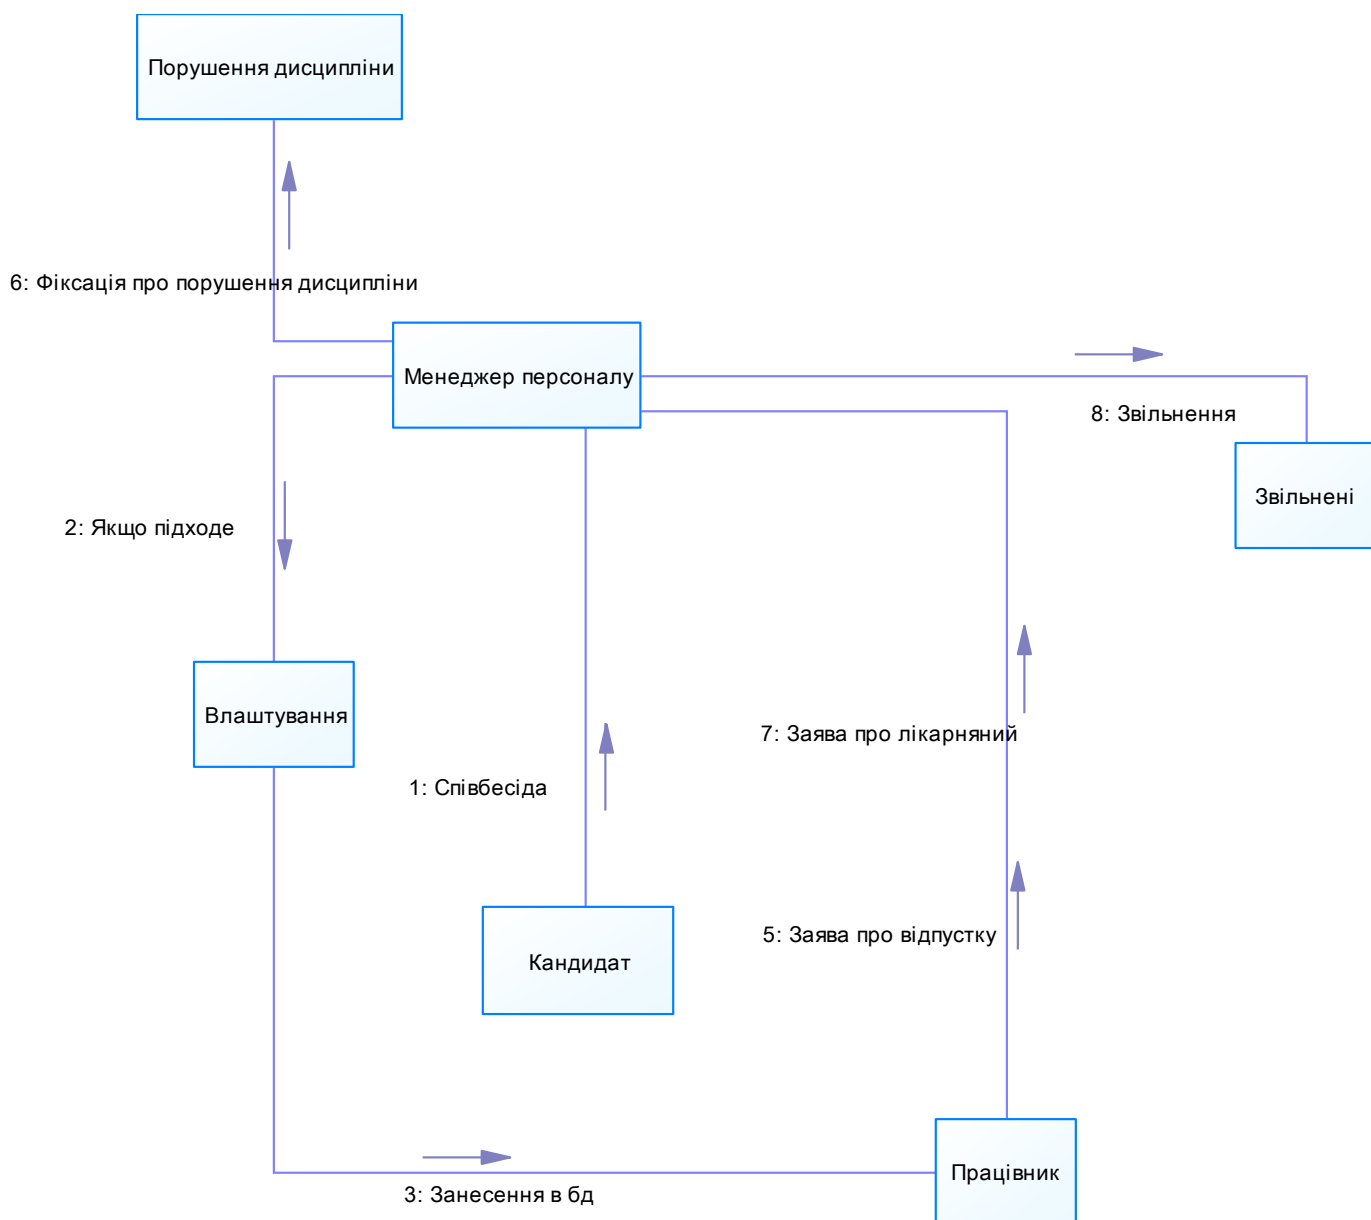 Порушення дисципліни
6: Фіксація про порушення дисципліни
Менеджер персоналу
8: Звільнення
Звільнені
2: Якщо підходе
Влаштування
7: Заява про лікарняний
1: Співбесіда
5: Заява про відпустку
Кандидат
Працівник
3: Занесення в бд